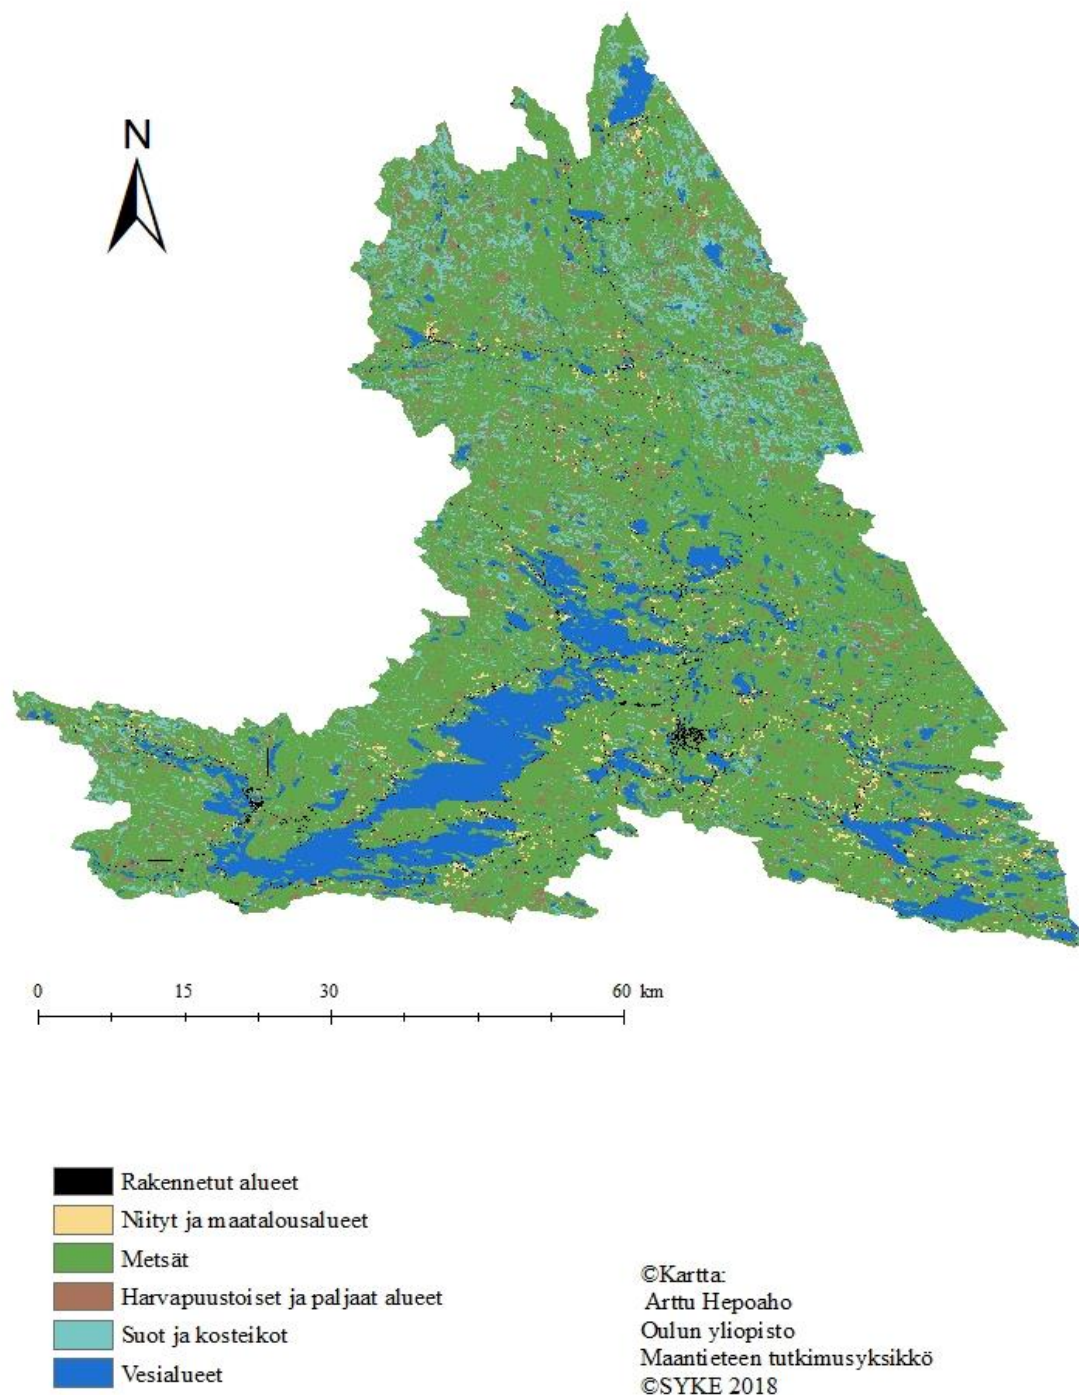 N
0 15 30 60 km
Rakennetut alueet
Niityt ja maatalousalueet
Metsät
Harvapuustoiset ja paljaat alueet
Suot ja kosteikot
Vesialueet
©Kartta:
Arttu Hepoaho
Oulun yliopisto
Maantieteen tutkimusyksikkö
©SYKE 2018